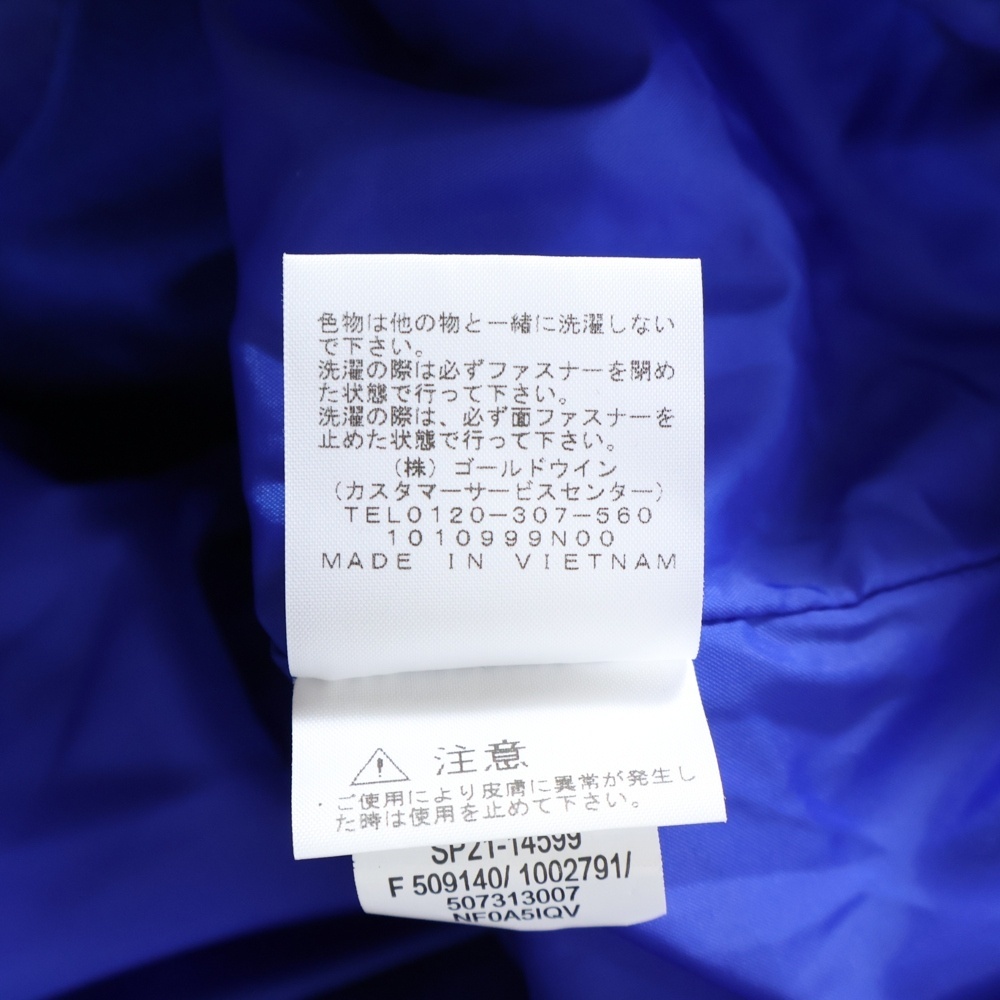 色物は他の物と一緒に洗濯しない
で下さい。
洗濯の際は必ずファスナーを閉め
た状態で行って下さい。
洗濯の際は、必ず面ファスナーを
止めた状態で行って下さい。
(株)ゴールドウイン
(カスタマーサービスセンター)
TEL0120-307-560
1010999N00
MADE IN VIETNAM
注意
・ご使用により皮膚に異常が発生し
た時は使用を止めて下さい。
SP21-14599
F 509140/ 1002791/
507313007
NF0A5IQV